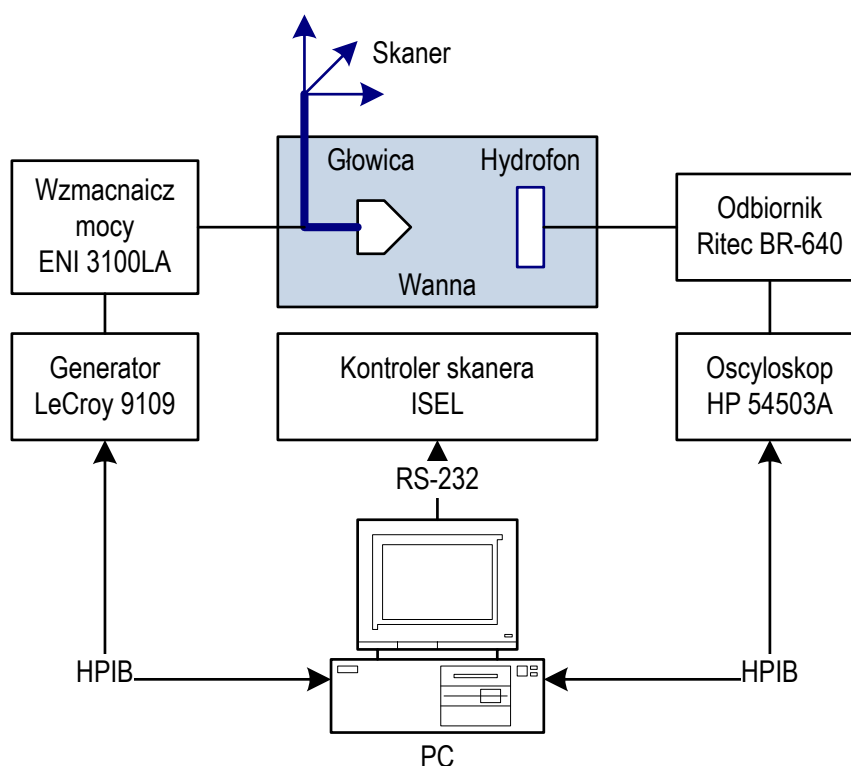 Skaner
Głowica
Hydrofon
Wanna
Wzmacnaicz
mocy
ENI 3100LA
Odbiornik
Ritec BR-640
Generator
LeCroy 9109
Kontroler skanera
ISEL
Oscyloskop
HP 54503A
RS-232
HPIB
HPIB
PC